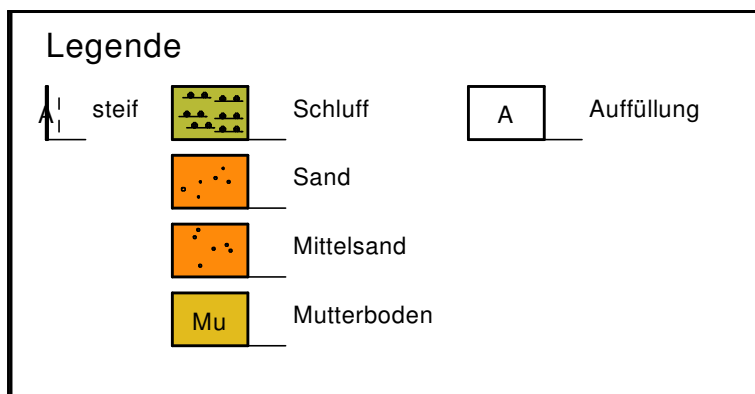 Legende
A steif Schluff A Auffüllung
Sand
Mittelsand
Mu Mutterboden